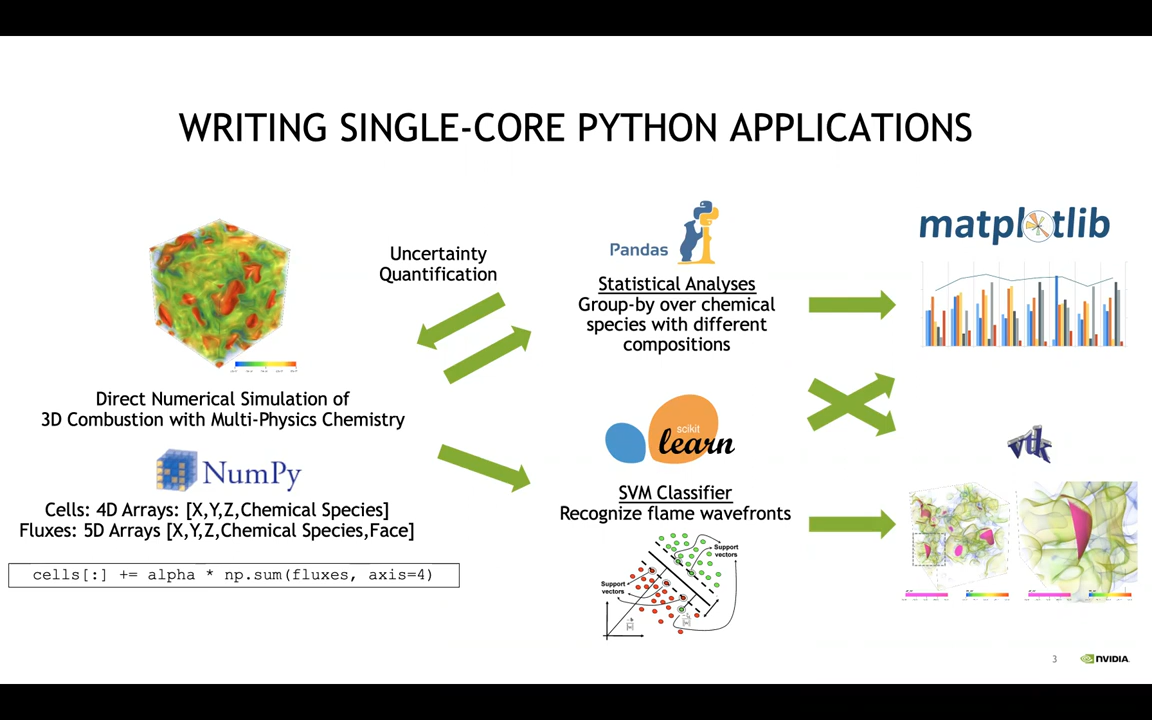 WRITING SINGLE-CORE PYTHON APPLICATIONS
Direct Numerical Simulation of
3D Combustion with Multi-Physics Chemistry
NumPy
Cells: 4D Arrays: [X,Y,Z,Chemical Species]
Fluxes: 5D Arrays [X,Y,Z,Chemical Species,Face]
cells[:] += alpha * np.sum(fluxes, axis=4)
Uncertainty
Quantification
Pandas
Statistical Analyses
Group-by over chemical
species with different
compositions
scikit
learn
SVM Classifier
Recognize flame wavefronts
Support
vectors
Support
vectors
matplotlib
vtk
3
NVIDIA.